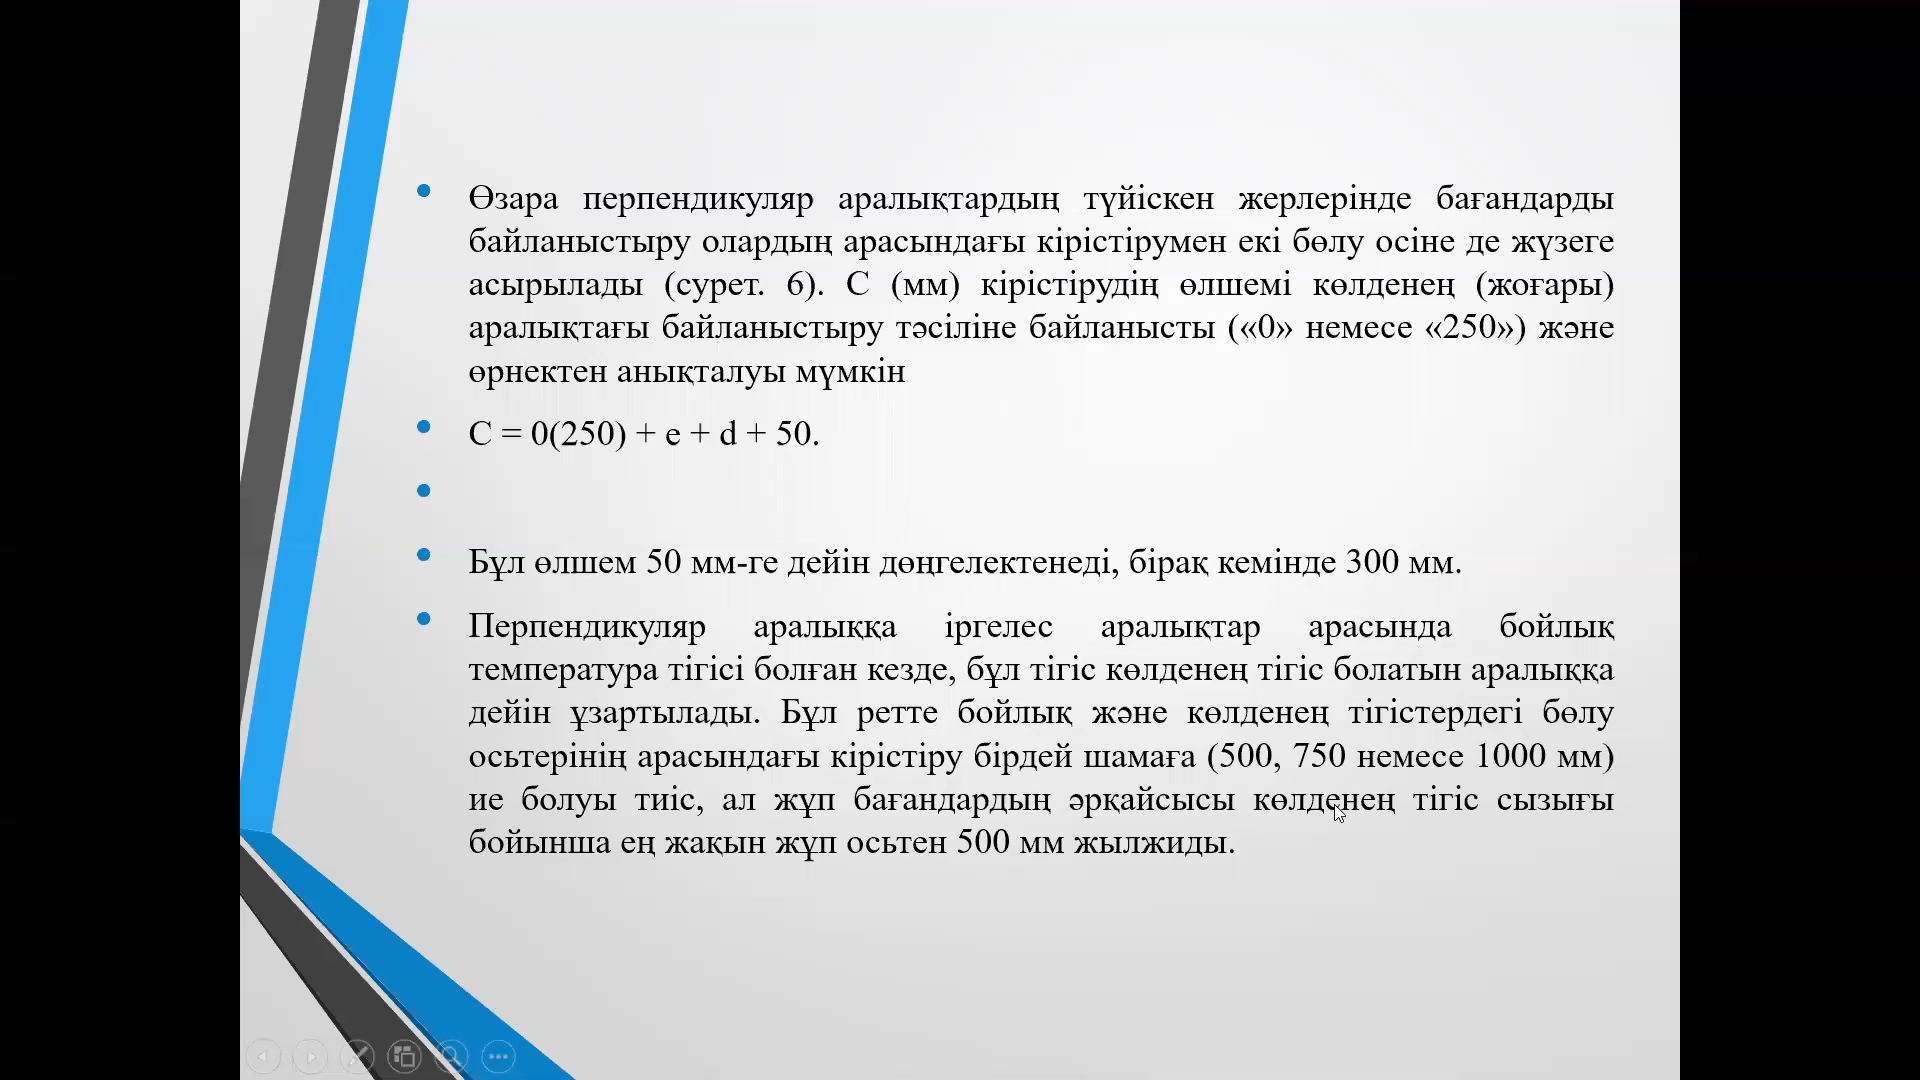 Өзара перпендикуляр аралықтардың түйіскен жерлерінде бағандарды
байланыстыру олардың арасындағы кірістірумен екі бөлу осіне де жүзеге
асырылады (сурет. 6). С (мм) кірістірудің өлшемі көлденең (жоғары)
аралықтағы байланыстыру тәсіліне байланысты («0» немесе «250») және
өрнектен анықталуы мүмкін
С = 0(250) + e + d + 50.
Бұл өлшем 50 мм-ге дейін дөңгелектенеді, бірақ кемінде 300 мм.
Перпендикуляр аралыққа іргелес аралықтар арасында бойлық
температура тігісі болған кезде, бұл тігіс көлденең тігіс болатын аралыққа
дейін ұзартылады. Бұл ретте бойлық және көлденең тігістердегі бөлу
осьтерінің арасындағы кірістіру бірдей шамаға (500, 750 немесе 1000 мм)
ие болуы тиіс, ал жұп бағандардың әрқайсысы көлденең тігіс сызығы
бойынша ең жақын жұп осьтен 500 мм жылжиды.